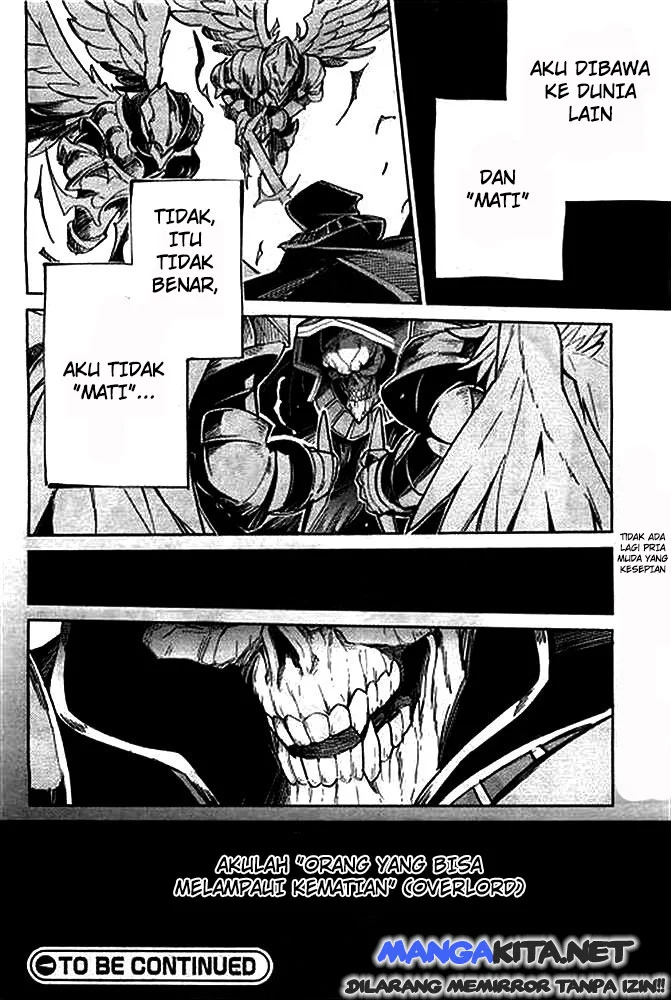 AKU DIBAWA
KE DUNIA
LAIN
DAN
"MATI"
TIDAK,
ITU
TIDAK
BENAR,
AKU TIDAK
"MATI"...
TIDAK ADA
LAGI PRIA
MUDA YANG
KESEPIAN
AKULAH "ORANG YANG BISA
MELAMPAUI KEMATIAN" (OVERLORD)
TO BE CONTINUED
MANGAKITA.NET
DILARANG MEMIRROR TANPA IZIN!!